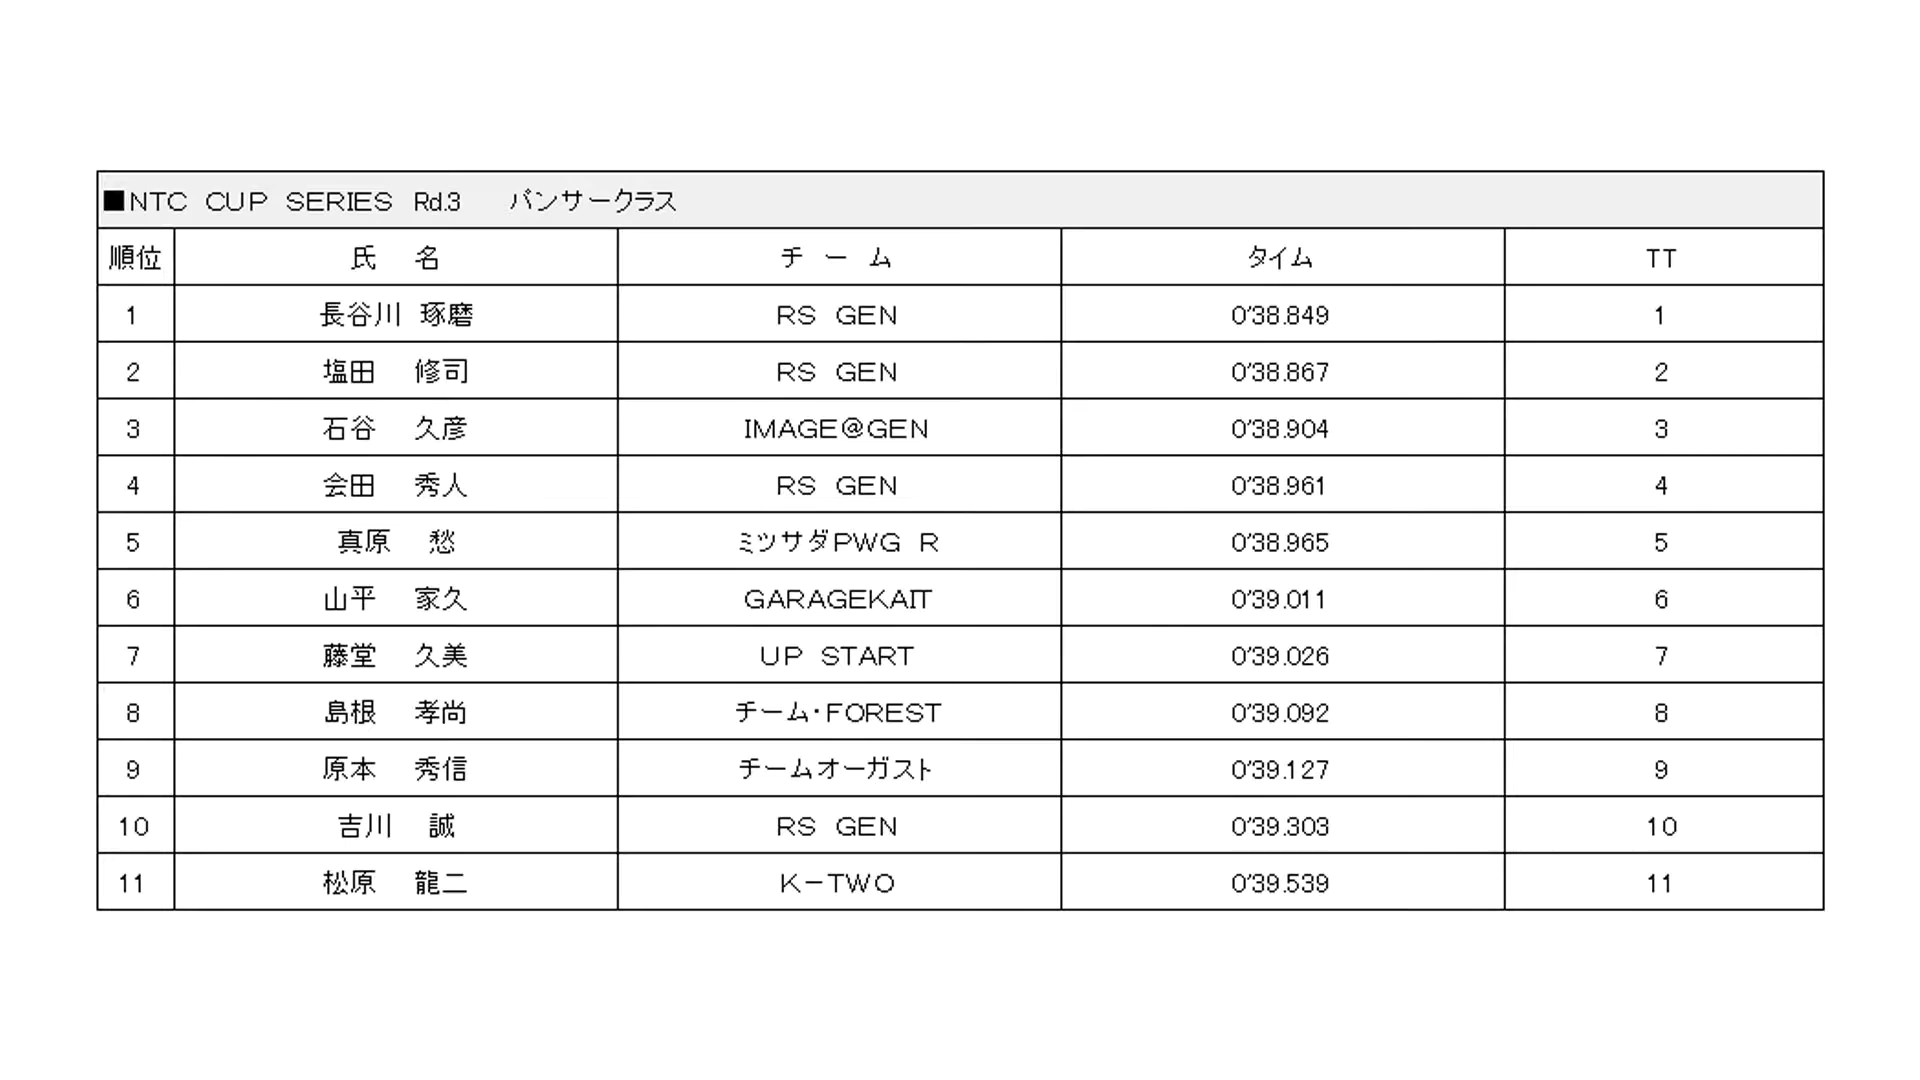 ■NTC CUP SERIES Rd.3 パンサークラス
順位 氏 名 チ ー ム タイム TT
1 長谷川 琢磨 RS GEN 0'38.849 1
2 塩田 修司 RS GEN 0'38.867 2
3 石谷 久彦 IMAGE@GEN 0'38.904 3
4 会田 秀人 RS GEN 0'38.961 4
5 真原 愁 ミツサダPWG R 0'38.965 5
6 山平 家久 GARAGEKAIT 0'39.011 6
7 藤堂 久美 UP START 0'39.026 7
8 島根 孝尚 チーム・FOREST 0'39.092 8
9 原本 秀信 チームオーガスト 0'39.127 9
10 吉川 誠 RS GEN 0'39.303 10
11 松原 龍二 K－TWO 0'39.539 11